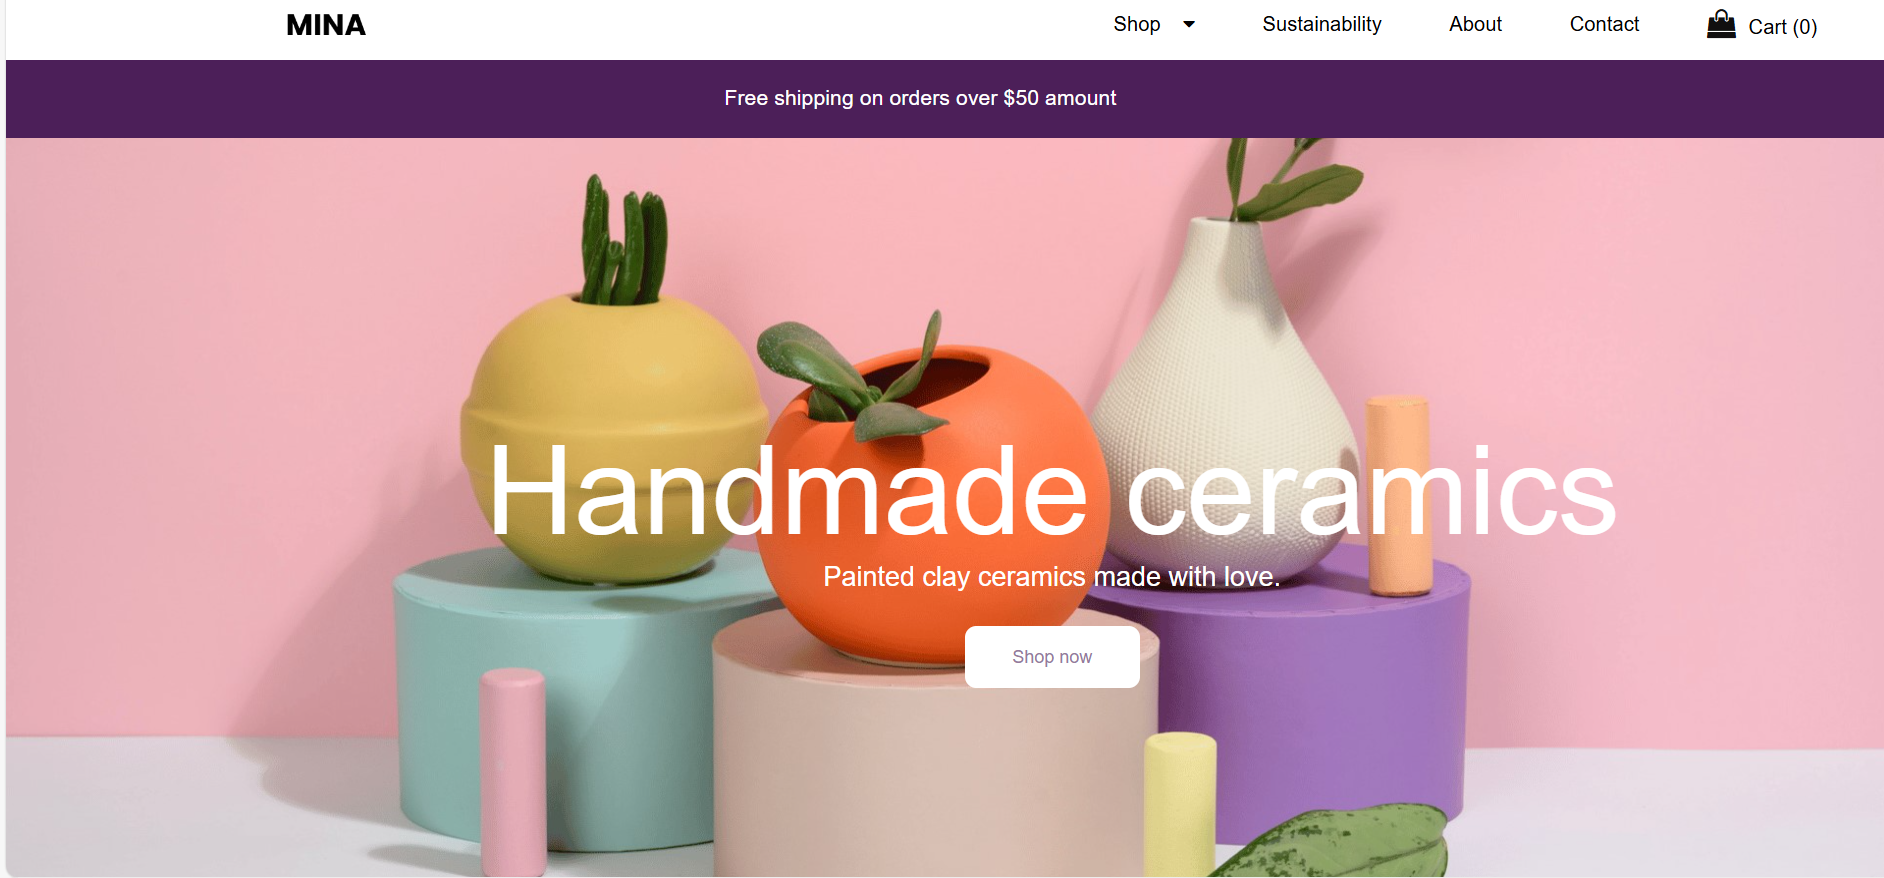 MINA
Shop
Sustainability
About
Contact
Cart (0)
Free shipping on orders over $50 amount
Handmade ceramics
Painted clay ceramics made with love.
Shop now